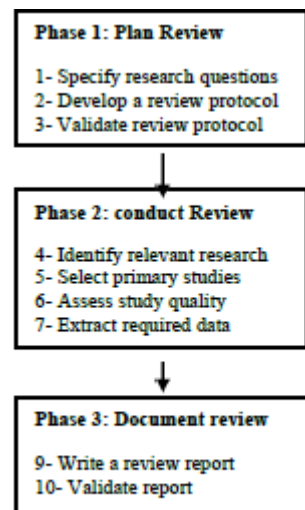 Phase 1: Plan Review
1- Specify research questions
2- Develop a review protocol
3- Validate review protocol
Phase 2: conduct Review
4- Identify relevant research
5- Select primary studies
6- Assess study quality
7- Extract required data
Phase 3: Document review
9- Write a review report
10- Validate report